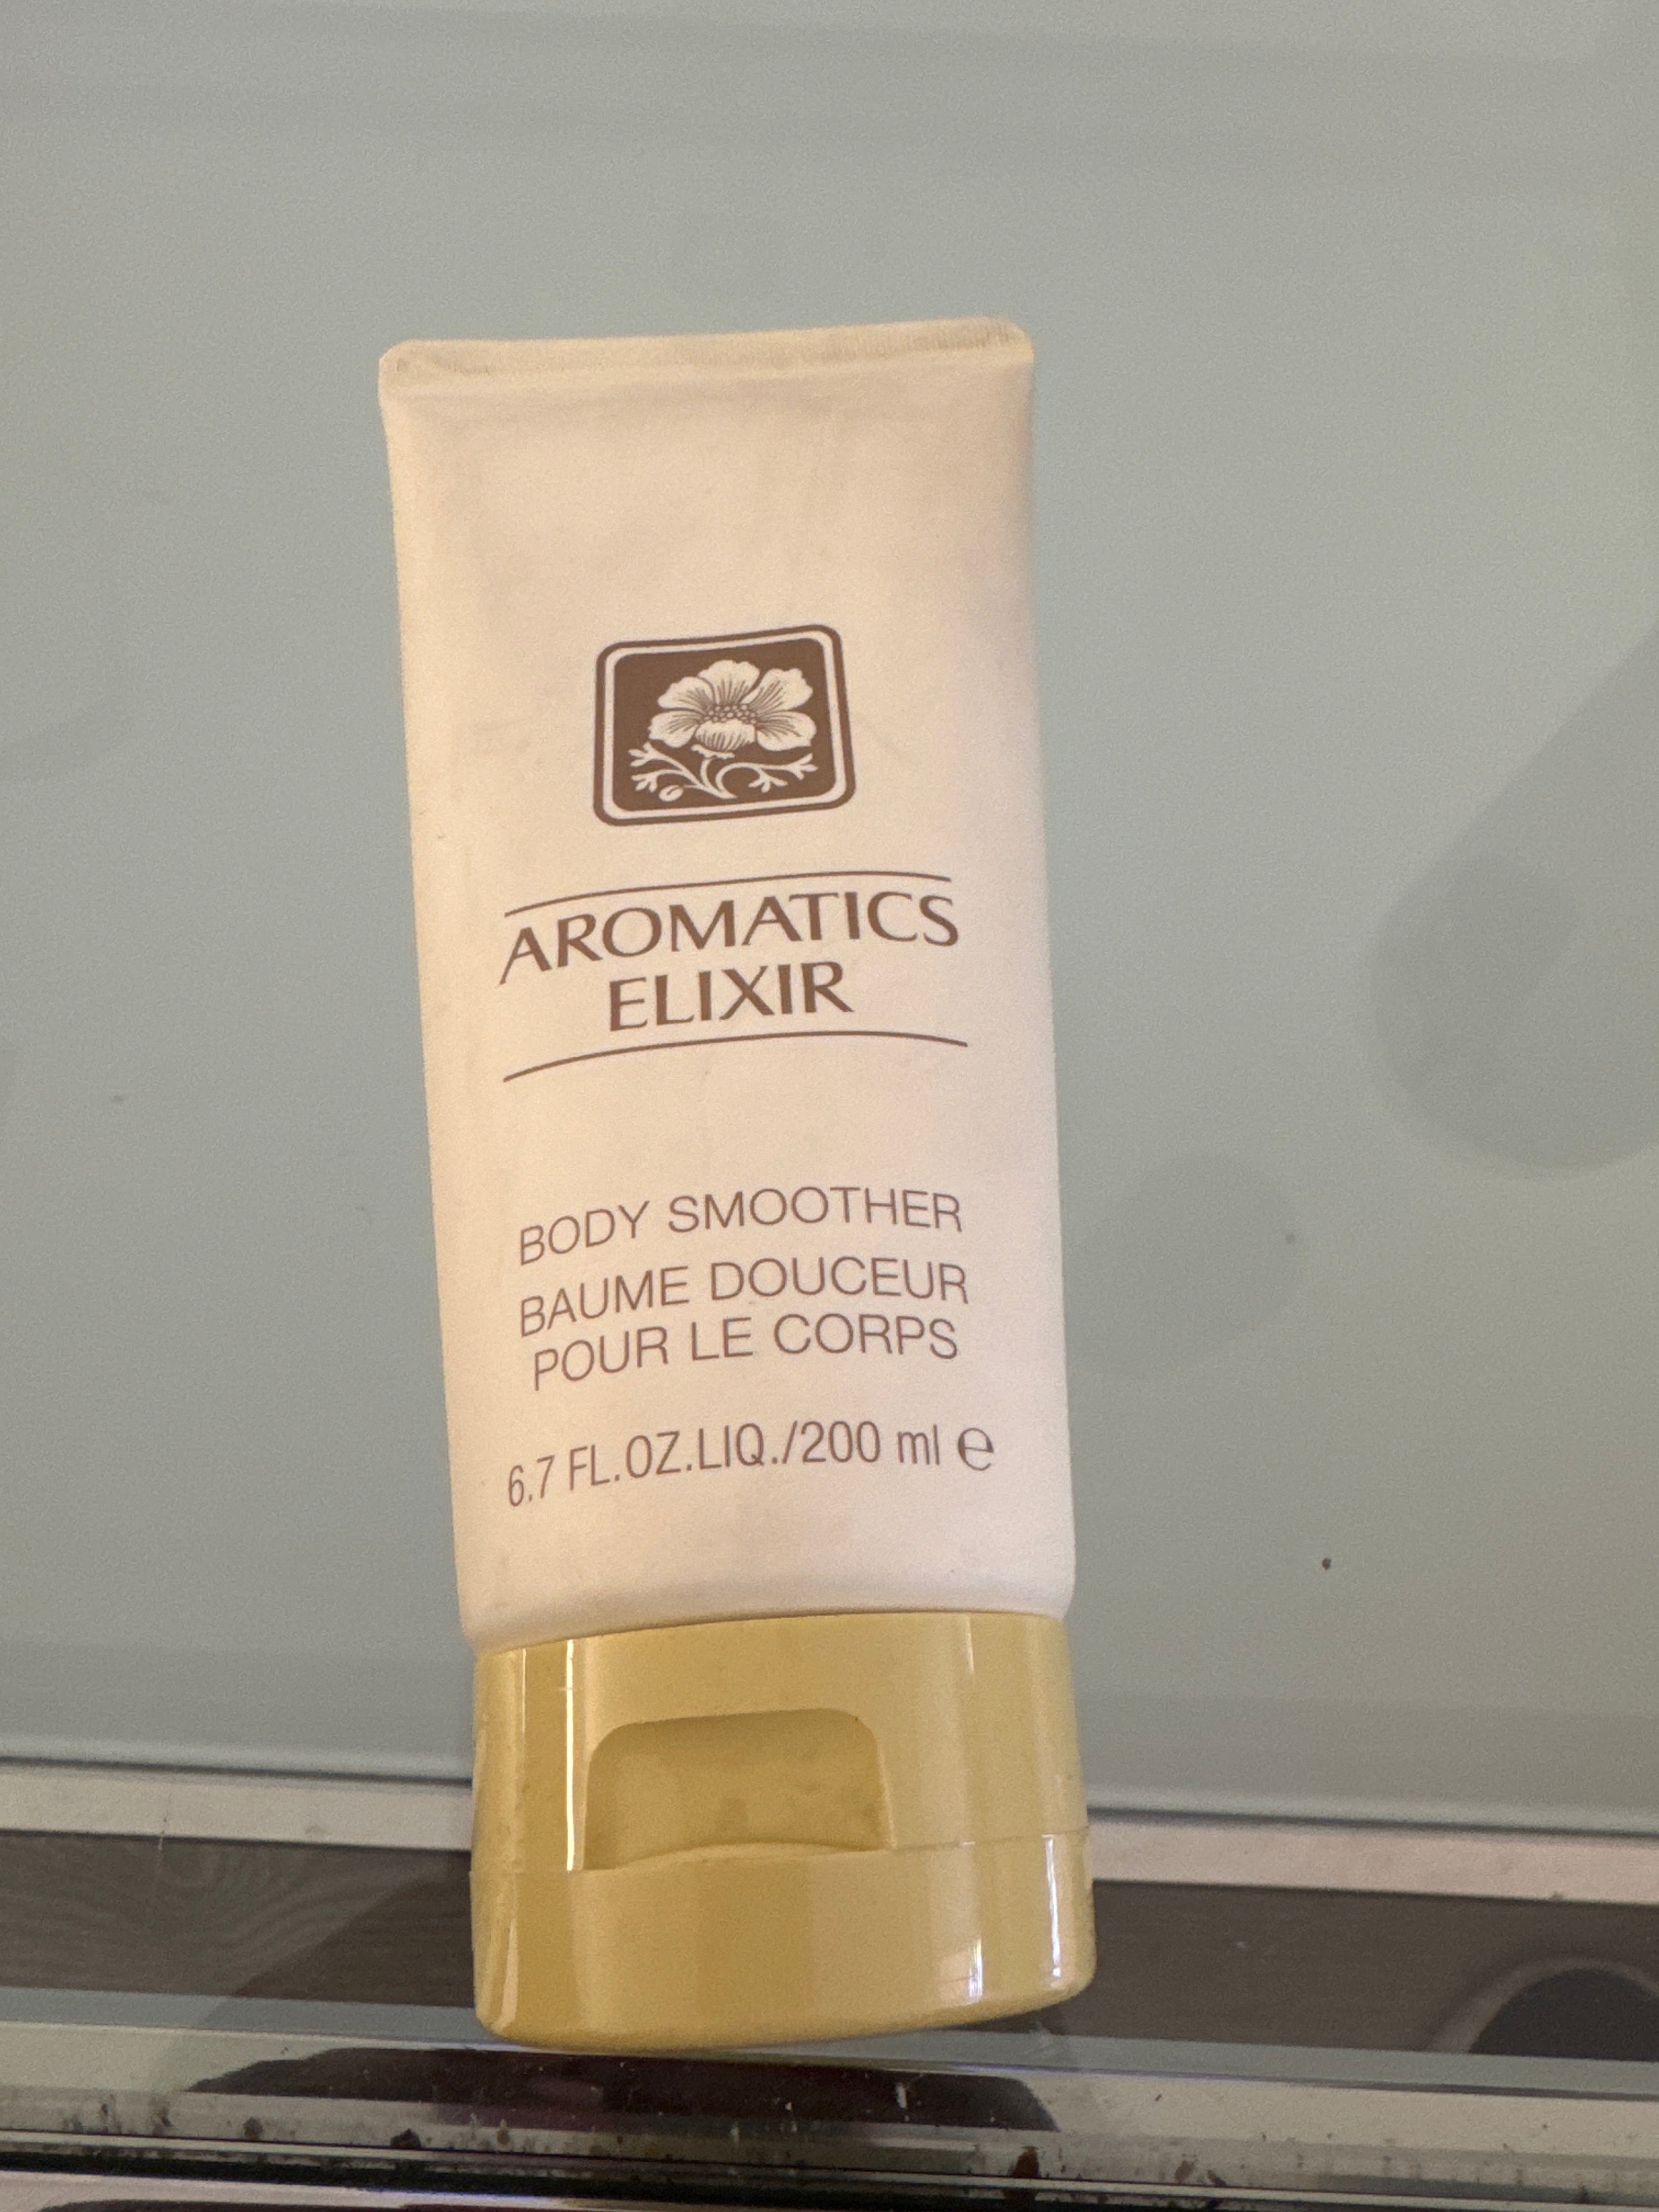 AROMATICS
ELIXIR
BODY SMOOTHER
BAUME DOUCEUR
POUR LE CORPS
6.7 FL.OZ.LIQ./200 ml e